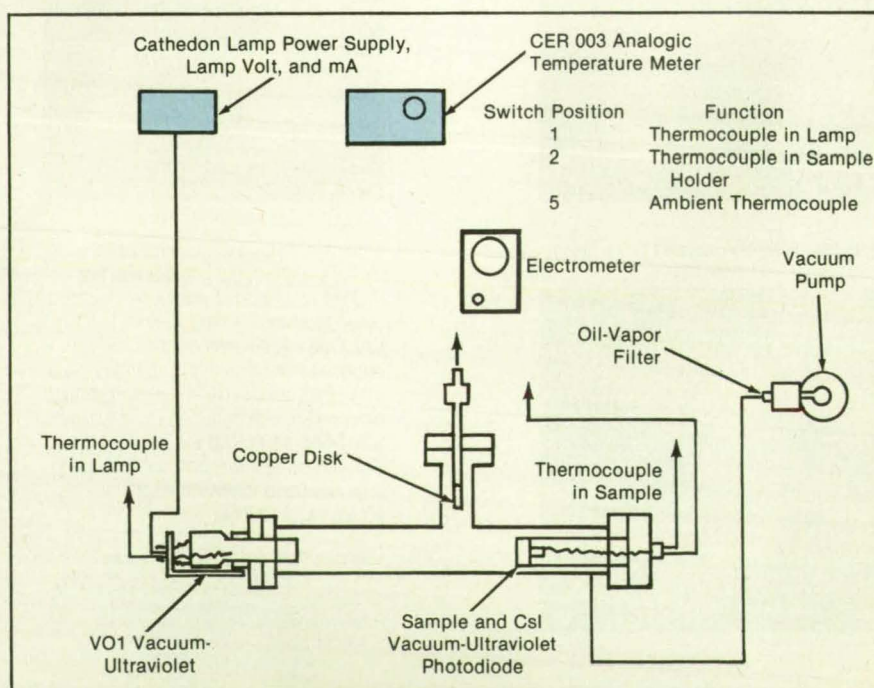 Cathedon Lamp Power Supply,
Lamp Volt, and mA
CER 003 Analogic
Temperature Meter
Switch Position Function
1 Thermocouple in Lamp
2 Thermocouple in Sample
Holder
5 Ambient Thermocouple
Electrometer
Vacuum
Pump
Oil-Vapor
Filter
Thermocouple
in Lamp
Copper Disk
Thermocouple
in Sample
VO1 Vacuum-
Ultraviolet
Sample and CsI
Vacuum-Ultraviolet
Photodiode